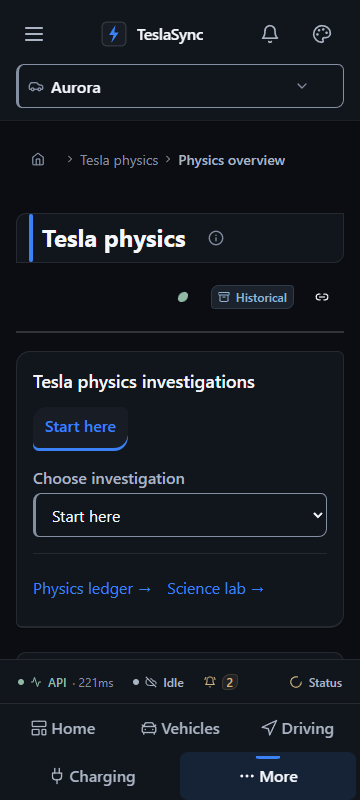 TeslaSync
Aurora
Tesla physics
Physics overview
Tesla physics
Historical
Tesla physics investigations
Start here
Choose investigation
Start here
Physics ledger → Science lab →
API · 221ms Idle 2 Status
Home Vehicles Driving
Charging More